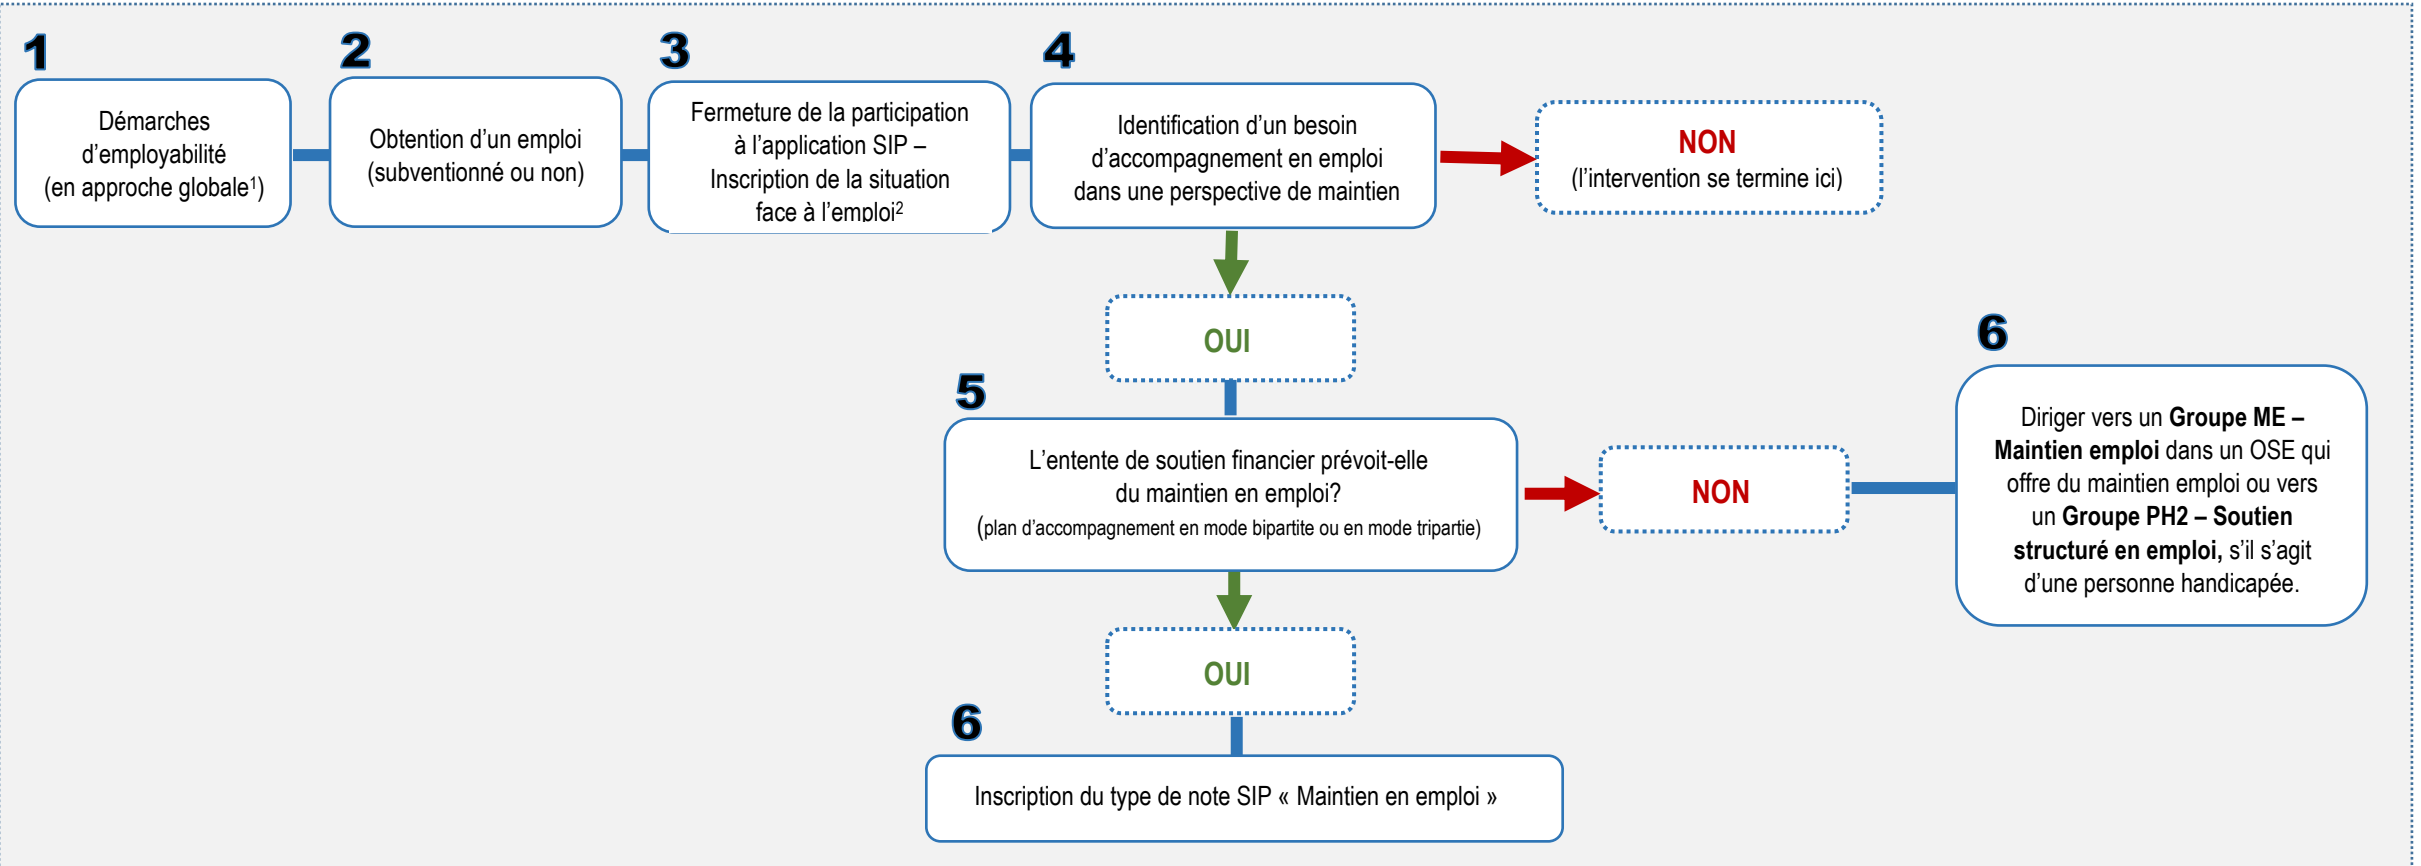 1
Démarches
d’employabilité
(en approche globale¹)
2
Obtention d’un emploi
(subventionné ou non)
3
Fermeture de la participation
à l’application SIP –
Inscription de la situation
face à l’emploi²
4
Identification d’un besoin
d’accompagnement en emploi
dans une perspective de maintien
NON
(l’intervention se termine ici)
OUI
5
L’entente de soutien financier prévoit-elle
du maintien en emploi?
(plan d’accompagnement en mode bipartite ou en mode tripartie)
NON
6
Diriger vers un Groupe ME –
Maintien emploi dans un OSE qui
offre du maintien emploi ou vers
un Groupe PH2 – Soutien
structuré en emploi, s’il s’agit
d’une personne handicapée.
OUI
6
Inscription du type de note SIP « Maintien en emploi »